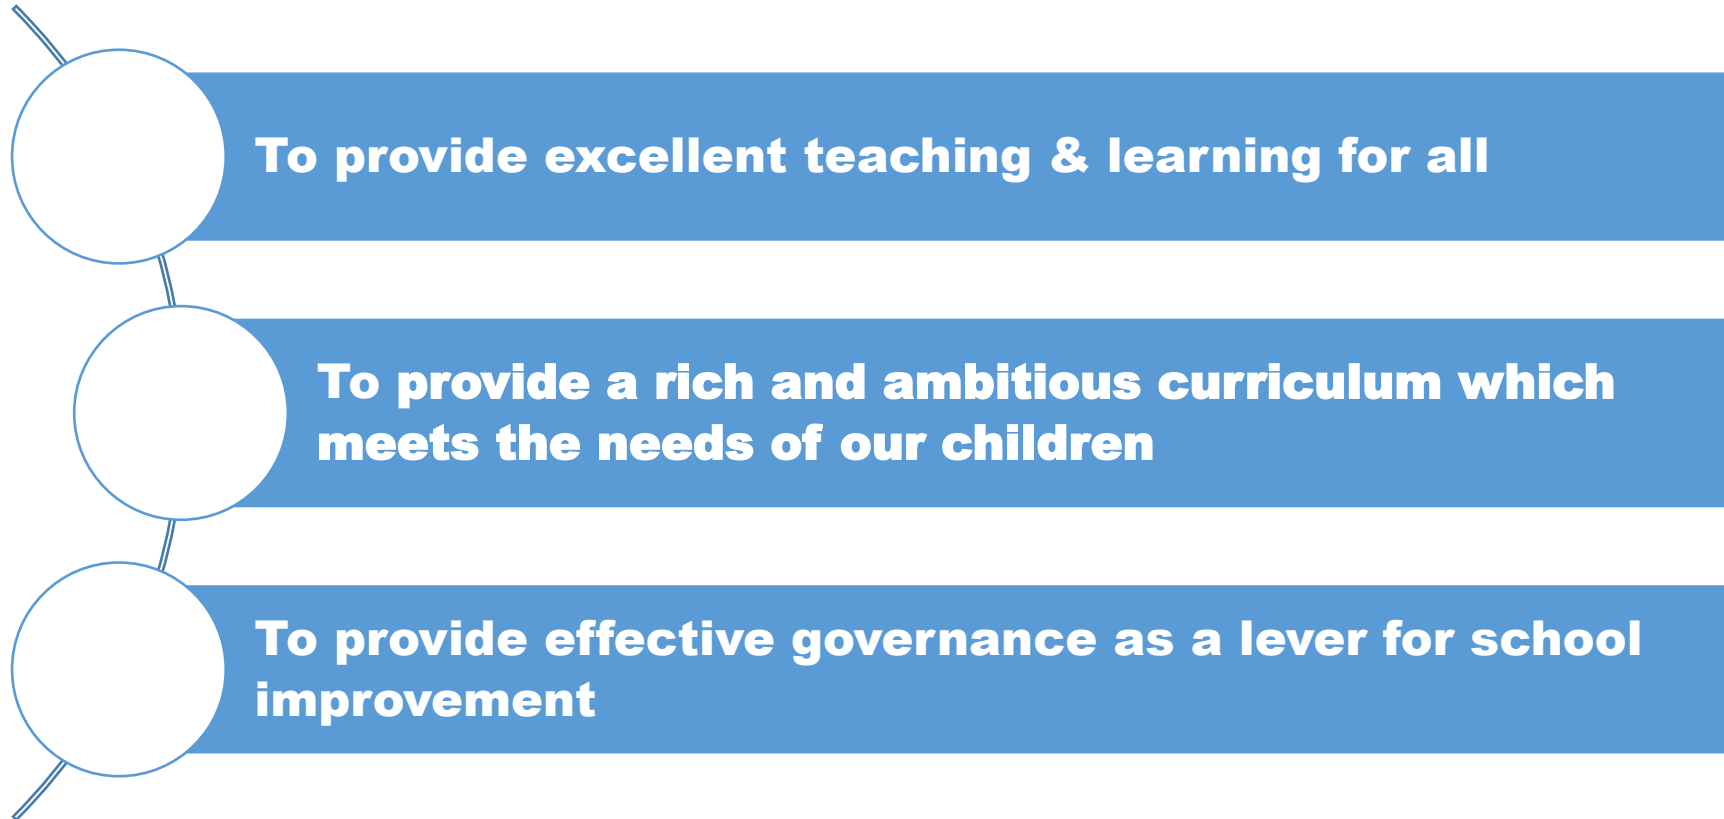 To provide excellent teaching & learning for all
To provide a rich and ambitious curriculum which
meets the needs of our children
To provide effective governance as a lever for school
improvement